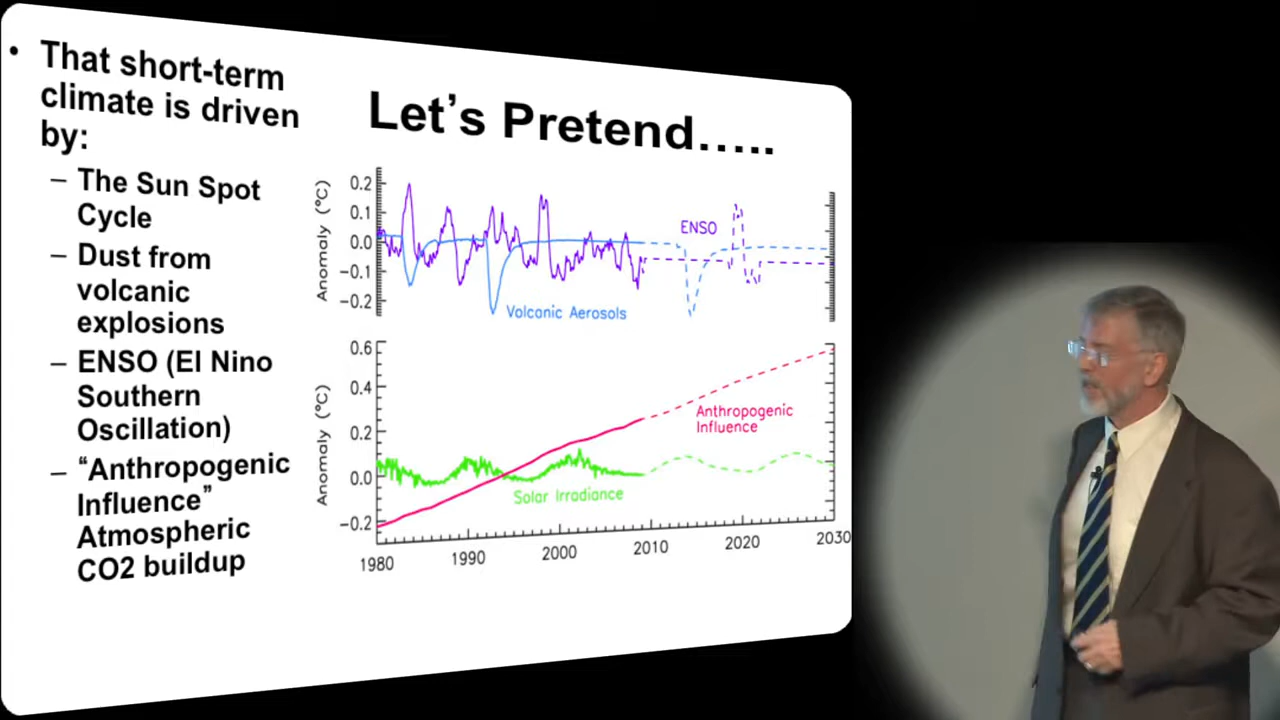 Let’s Pretend…..
• That short-term
climate is driven
by:
– The Sun Spot
Cycle
– Dust from
volcanic
explosions
– ENSO (El Nino
Southern
Oscillation)
– “Anthropogenic
Influence”
Atmospheric
CO2 buildup
Anomaly (°C)
0.2
0.1
0.0
−0.1
−0.2
ENSO
Volcanic Aerosols
Anomaly (°C)
0.6
0.4
0.2
0.0
−0.2
Anthropogenic
Influence
Solar Irradiance
1980 1990 2000 2010 2020 2030